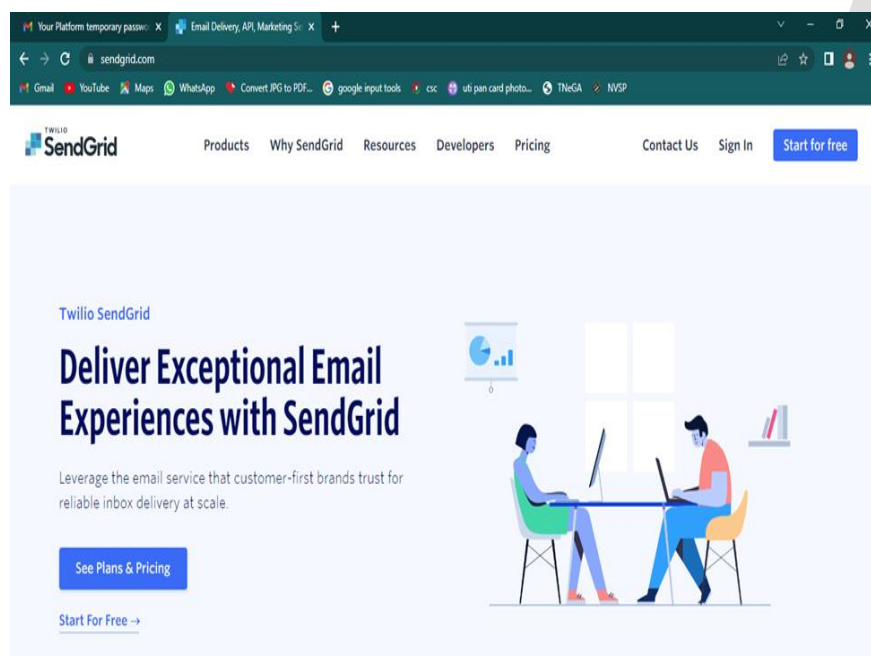 Your Platform temporary passwo
Email Delivery, API, Marketing Se
sendgrid.com
Gmail YouTube Maps WhatsApp Convert JPG to PDF... google input tools csc uti pan card photo... TNeGA NVSP
TWILIO
SendGrid
Products Why SendGrid Resources Developers Pricing Contact Us Sign In Start for free
Twilio SendGrid
Deliver Exceptional Email
Experiences with SendGrid
Leverage the email service that customer-first brands trust for
reliable inbox delivery at scale.
See Plans & Pricing
Start For Free →